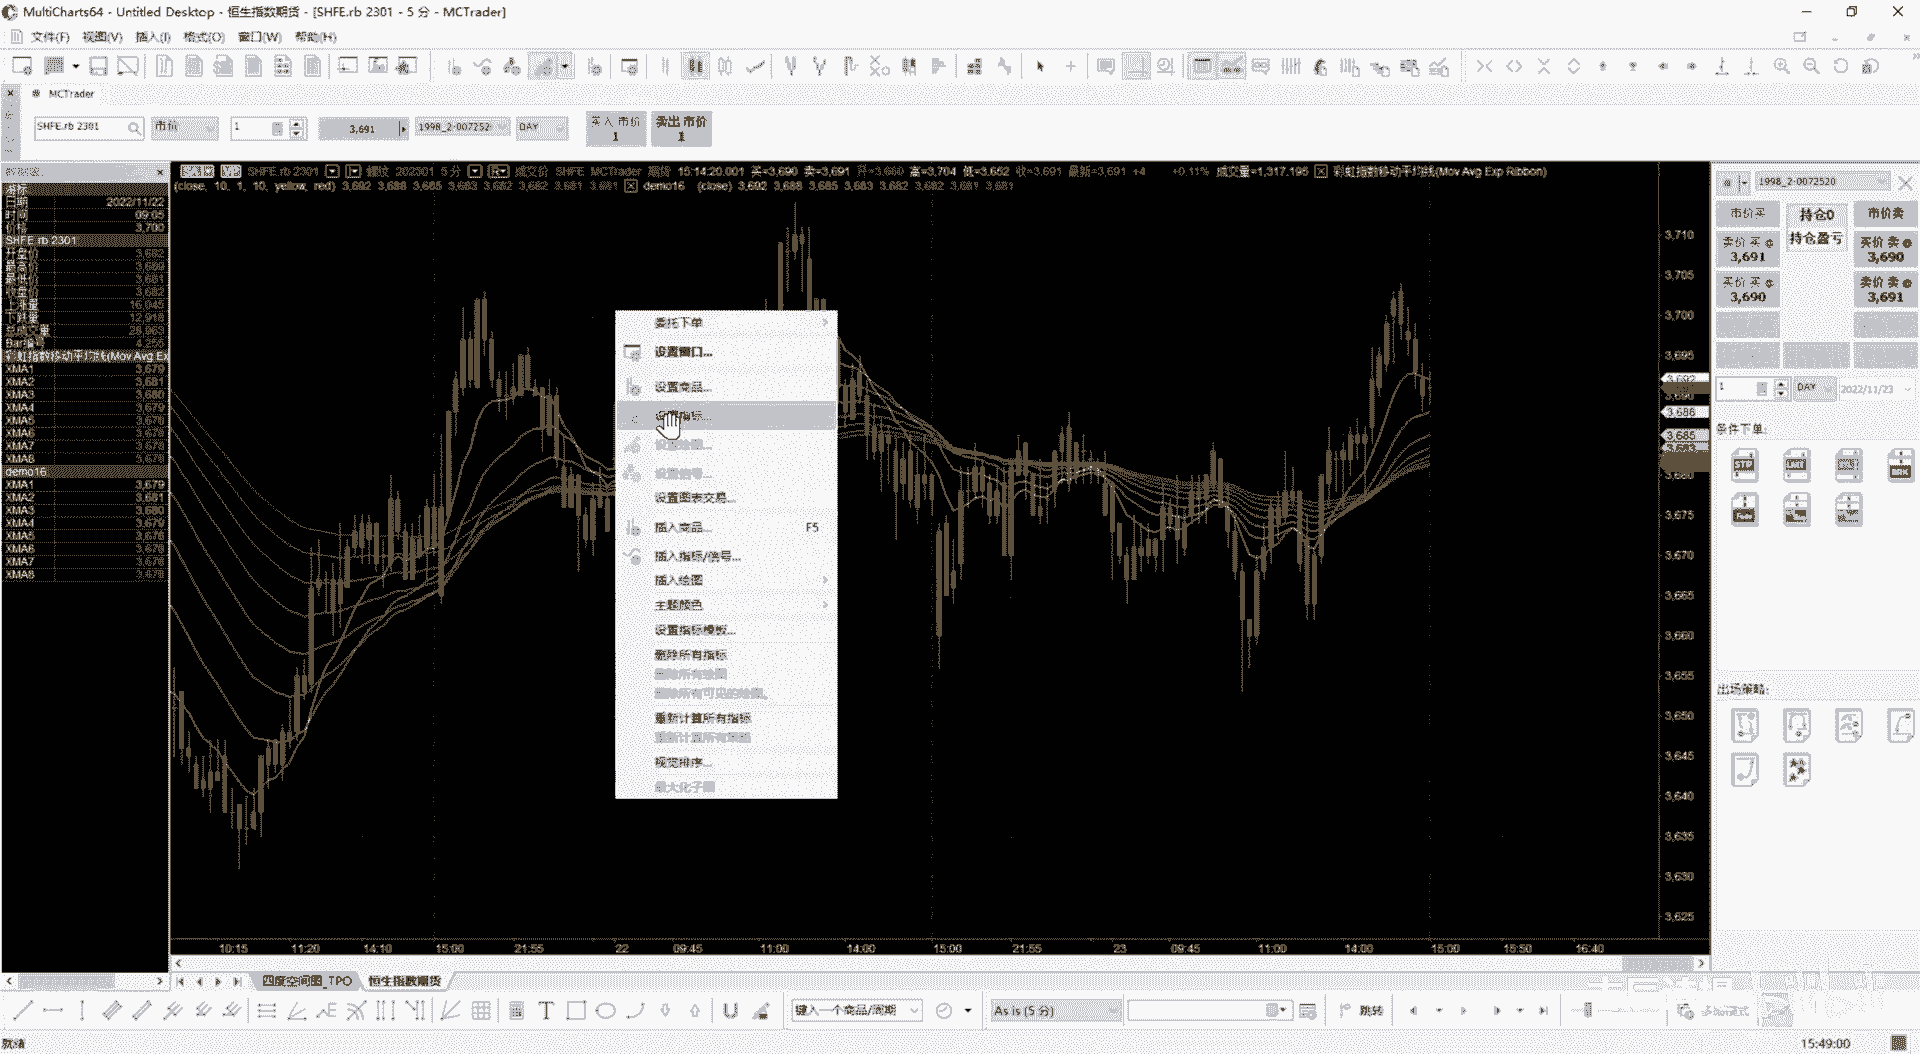 MultiCharts64 - Untitled Desktop - 恒生指数期货 - [SHFE.rb 2301 - 5 分 - MCTrader]
文件(F) 视图(V) 插入(I) 格式(O) 窗口(W) 帮助(H)
MCTrader
SHFE.rb 2301 市价 1 3,691 1998_2-007252 DAY 买入 市价 1 卖出 市价 1
SHFE.rb 2301 螺纹 202301 5分 成交价 SHFE MCTrader 期货 15:14:20.001 买=3,690 卖=3,691 开=3,660 高=3,704 低=3,652 收=3,691 最新=3,691 +4 +0.11% 成交量=1,317,195 彩虹指数移动平均线(Mov Avg Exp Ribbon)
(close, 10, 1, 10, yellow, red) 3,692 3,688 3,685 3,683 3,682 3,682 3,681 3,681 demo16 (close) 3,692 3,688 3,685 3,683 3,682 3,682 3,681 3,681
日期 2022/11/22
时间 09:05
价格 3,700
SHFE.rb 2301
开盘价 3,682
最高价
最低价 3,681
收盘价 3,682
上涨量 16,045
下跌量 12,918
总成交量 28,963
Bar编号 4,255
彩虹指数移动平均线(Mov Avg Ex
XMA1 3,679
XMA2 3,681
XMA3 3,680
XMA4 3,679
XMA5 3,678
XMA6 3,678
XMA7 3,678
XMA8 3,678
demo16
XMA1 3,679
XMA2 3,681
XMA3 3,680
XMA4 3,679
XMA5 3,678
XMA6 3,678
XMA7 3,678
XMA8 3,678
委托下单
设置窗口...
设置商品...
设置指标...
设置信号...
设置图表交易...
插入商品... F5
插入指标/信号...
插入绘图
主题颜色
设置指标模板...
删除所有指标
删除所有绘图
删除所有可见的绘图
重新计算所有指标
视觉排序...
最大化子图
3,710
3,705
3,700
3,695
3,692
3,690
3,686
3,685
3,680
3,675
3,670
3,665
3,660
3,655
3,650
3,645
3,640
3,635
3,630
3,625
10:15 11:20 14:10 15:00 21:55 22 09:45 11:00 14:00 15:00 21:55 23 09:45 11:00 14:00 15:00 15:50 16:40
1998_2-0072520
市价买 持仓0 市价卖
卖价 买 3,691 持仓盈亏 买价 卖 3,690
买价 买 3,690 卖价 卖 3,691
1 DAY 2022/11/23
条件下单:
STP LMT BRK
出场策略:
四度空间图_TPO 恒生指数期货
键入一个商品/周期 As is (5 分) 跳转
就绪 15:49:00